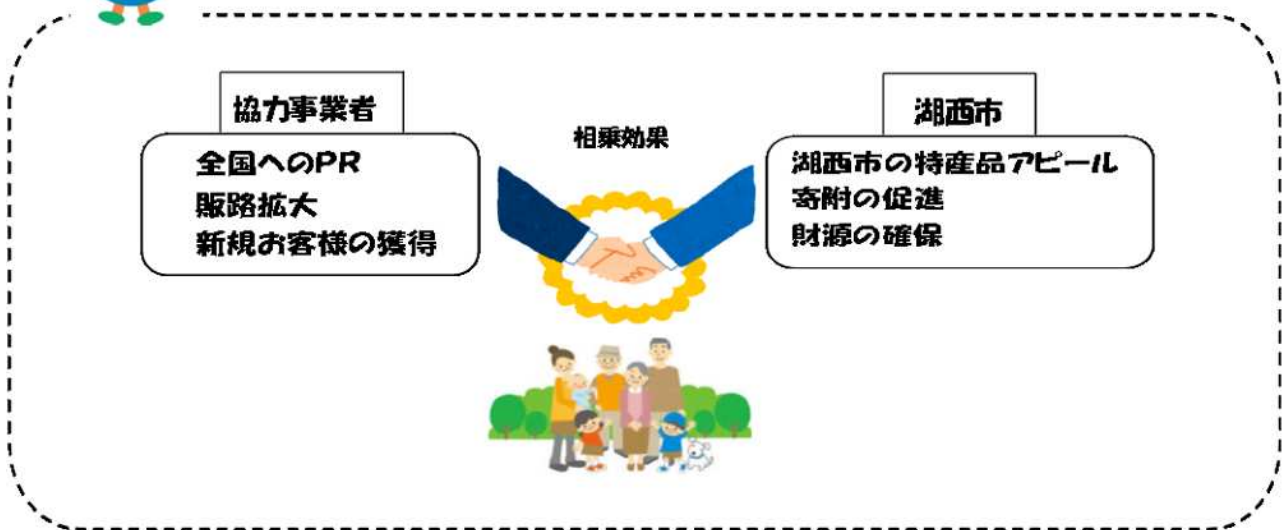 協力事業者
全国へのPR
販路拡大
新規お客様の獲得
相乗効果
湖西市
湖西市の特産品アピール
寄附の促進
財源の確保